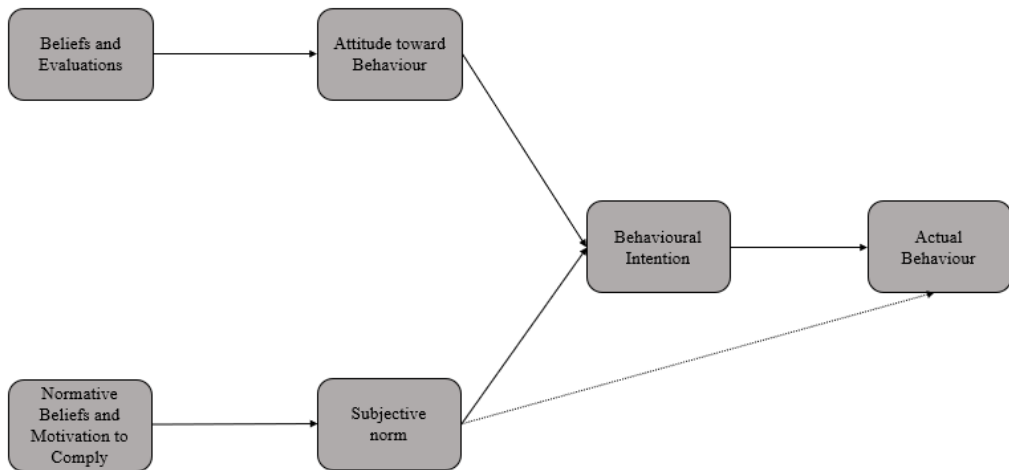 Beliefs and
Evaluations
Attitude toward
Behaviour
Behavioural
Intention
Actual
Behaviour
Normative
Beliefs and
Motivation to
Comply
Subjective
norm